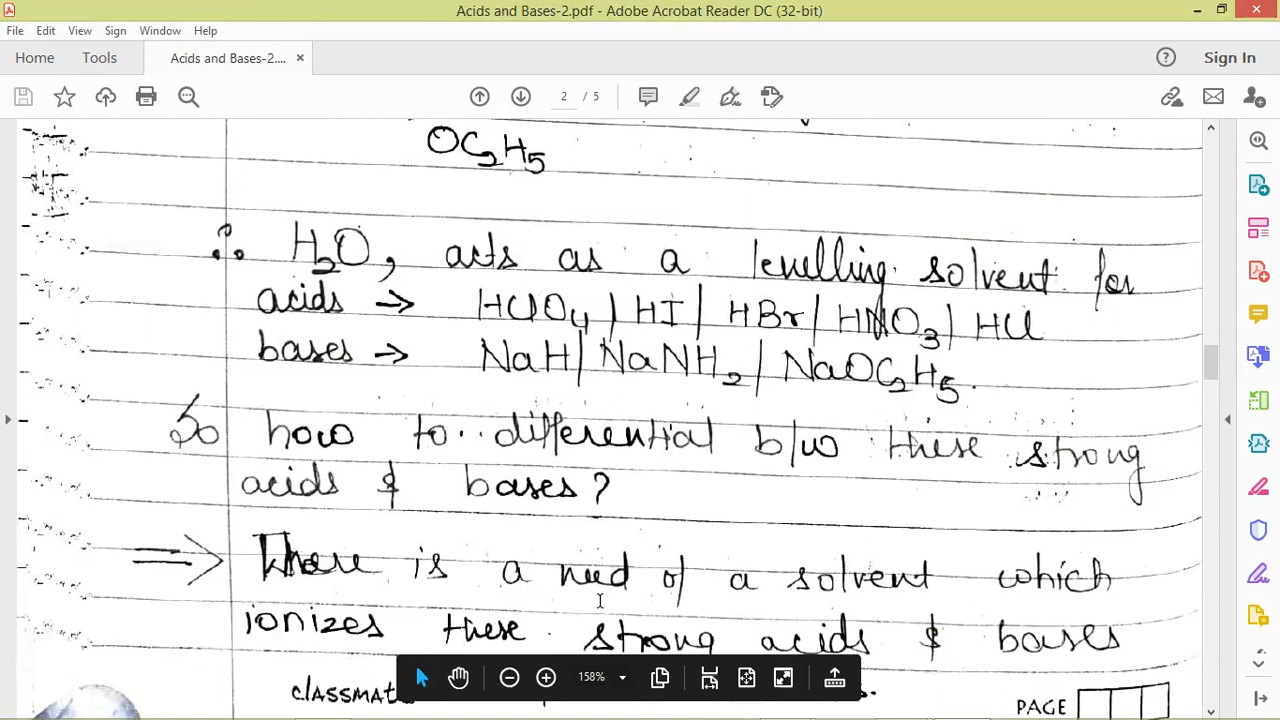 Acids and Bases-2.pdf - Adobe Acrobat Reader DC (32-bit)
File Edit View Sign Window Help
Home Tools Acids and Bases-2.... ×
2 / 5
Sign In
OC2H5
∴ H2O, acts as a levelling solvent for
acids → HClO4 / HI / HBr / HNO3 / HCl
bases → NaH / NaNH2 / NaOC2H5.
So how to differential b/w these strong
acids & bases?
⇒ There is a need of a solvent which
ionizes these strong acids & bases
158%
classmat
PAGE